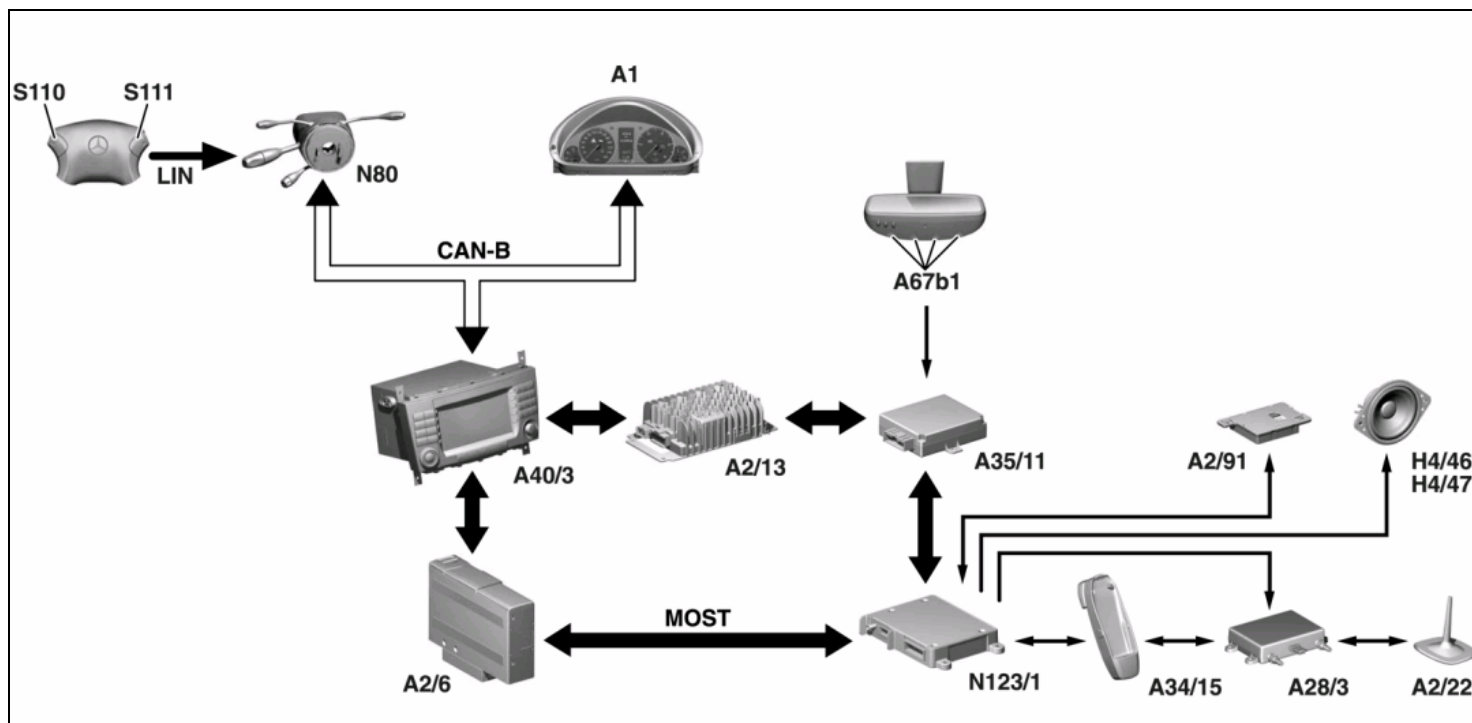 S110
S111
A1
LIN
N80
CAN-B
A67b1
A40/3
A2/13
A35/11
A2/91
H4/46
H4/47
MOST
A2/6
N123/1
A34/15
A28/3
A2/22